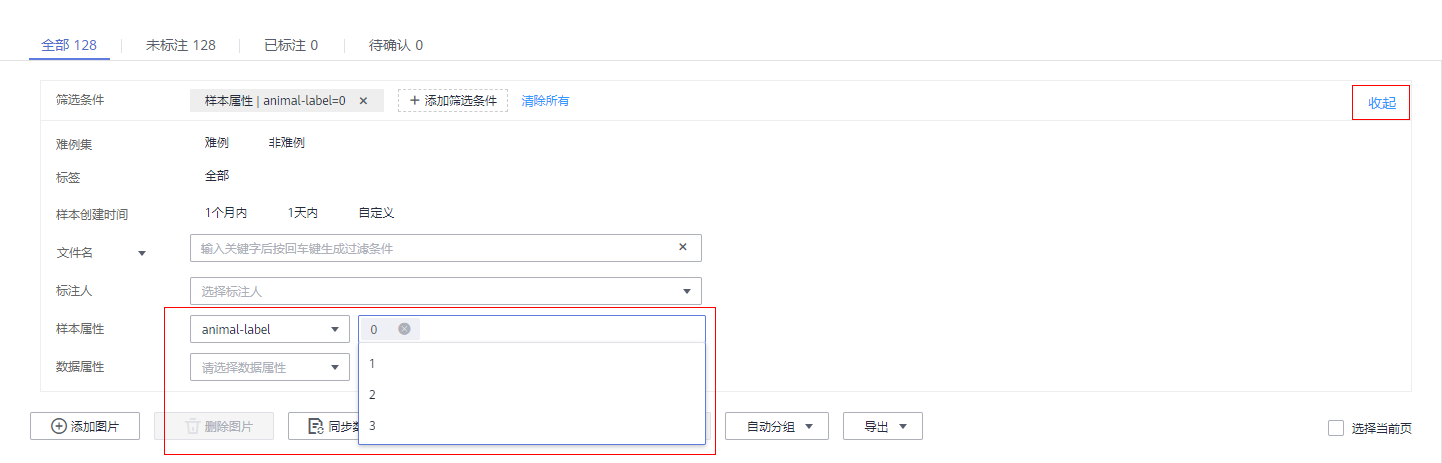 全部 128 未标注 128 已标注 0 待确认 0
筛选条件 样本属性 | animal-label=0 × + 添加筛选条件 清除所有 收起
难例集 难例 非难例
标签 全部
样本创建时间 1个月内 1天内 自定义
文件名 输入关键字后按回车键生成过滤条件 ×
标注人 选择标注人
样本属性 animal-label 0
数据属性 请选择数据属性 1
2
添加图片 删除图片 同步数 3 自动分组 导出 选择当前页